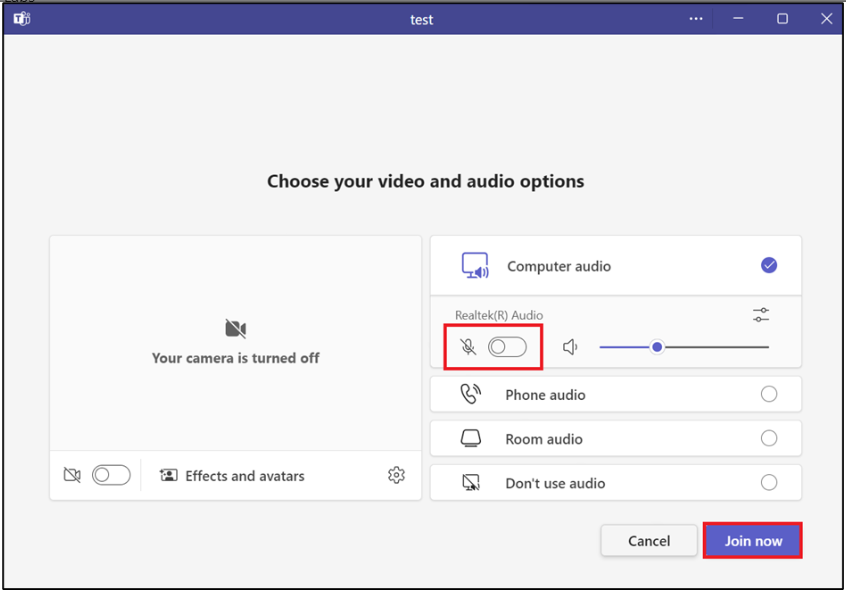 test
Choose your video and audio options
Computer audio
Realtek(R) Audio
Your camera is turned off
Phone audio
Room audio
Effects and avatars
Don't use audio
Cancel
Join now